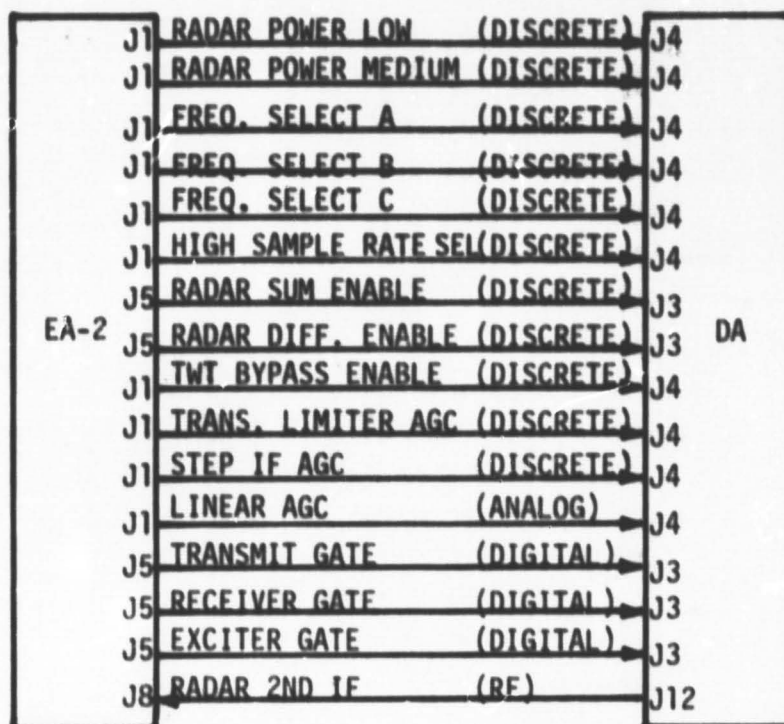 J1 RADAR POWER LOW (DISCRETE) J4
J1 RADAR POWER MEDIUM (DISCRETE) J4
J1 FREQ. SELECT A (DISCRETE) J4
J1 FREQ. SELECT B (DISCRETE) J4
J1 FREQ. SELECT C (DISCRETE) J4
J1 HIGH SAMPLE RATE SEL(DISCRETE) J4
J5 RADAR SUM ENABLE (DISCRETE) J3
EA-2 DA
J5 RADAR DIFF. ENABLE (DISCRETE) J3
J1 TWT BYPASS ENABLE (DISCRETE) J4
J1 TRANS. LIMITER AGC (DISCRETE) J4
J1 STEP IF AGC (DISCRETE) J4
J1 LINEAR AGC (ANALOG) J4
J5 TRANSMIT GATE (DIGITAL) J3
J5 RECEIVER GATE (DIGITAL) J3
J5 EXCITER GATE (DIGITAL) J3
J8 RADAR 2ND IF (RF) J12